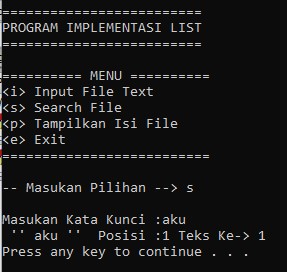 ==========================
PROGRAM IMPLEMENTASI LIST
==========================
========== MENU ==========
<i> Input File Text
<s> Search File
<p> Tampilkan Isi File
<e> Exit
==========================
-- Masukan Pilihan --> s
Masukan Kata Kunci :aku
'' aku ''  Posisi :1 Teks Ke-> 1
Press any key to continue . . .